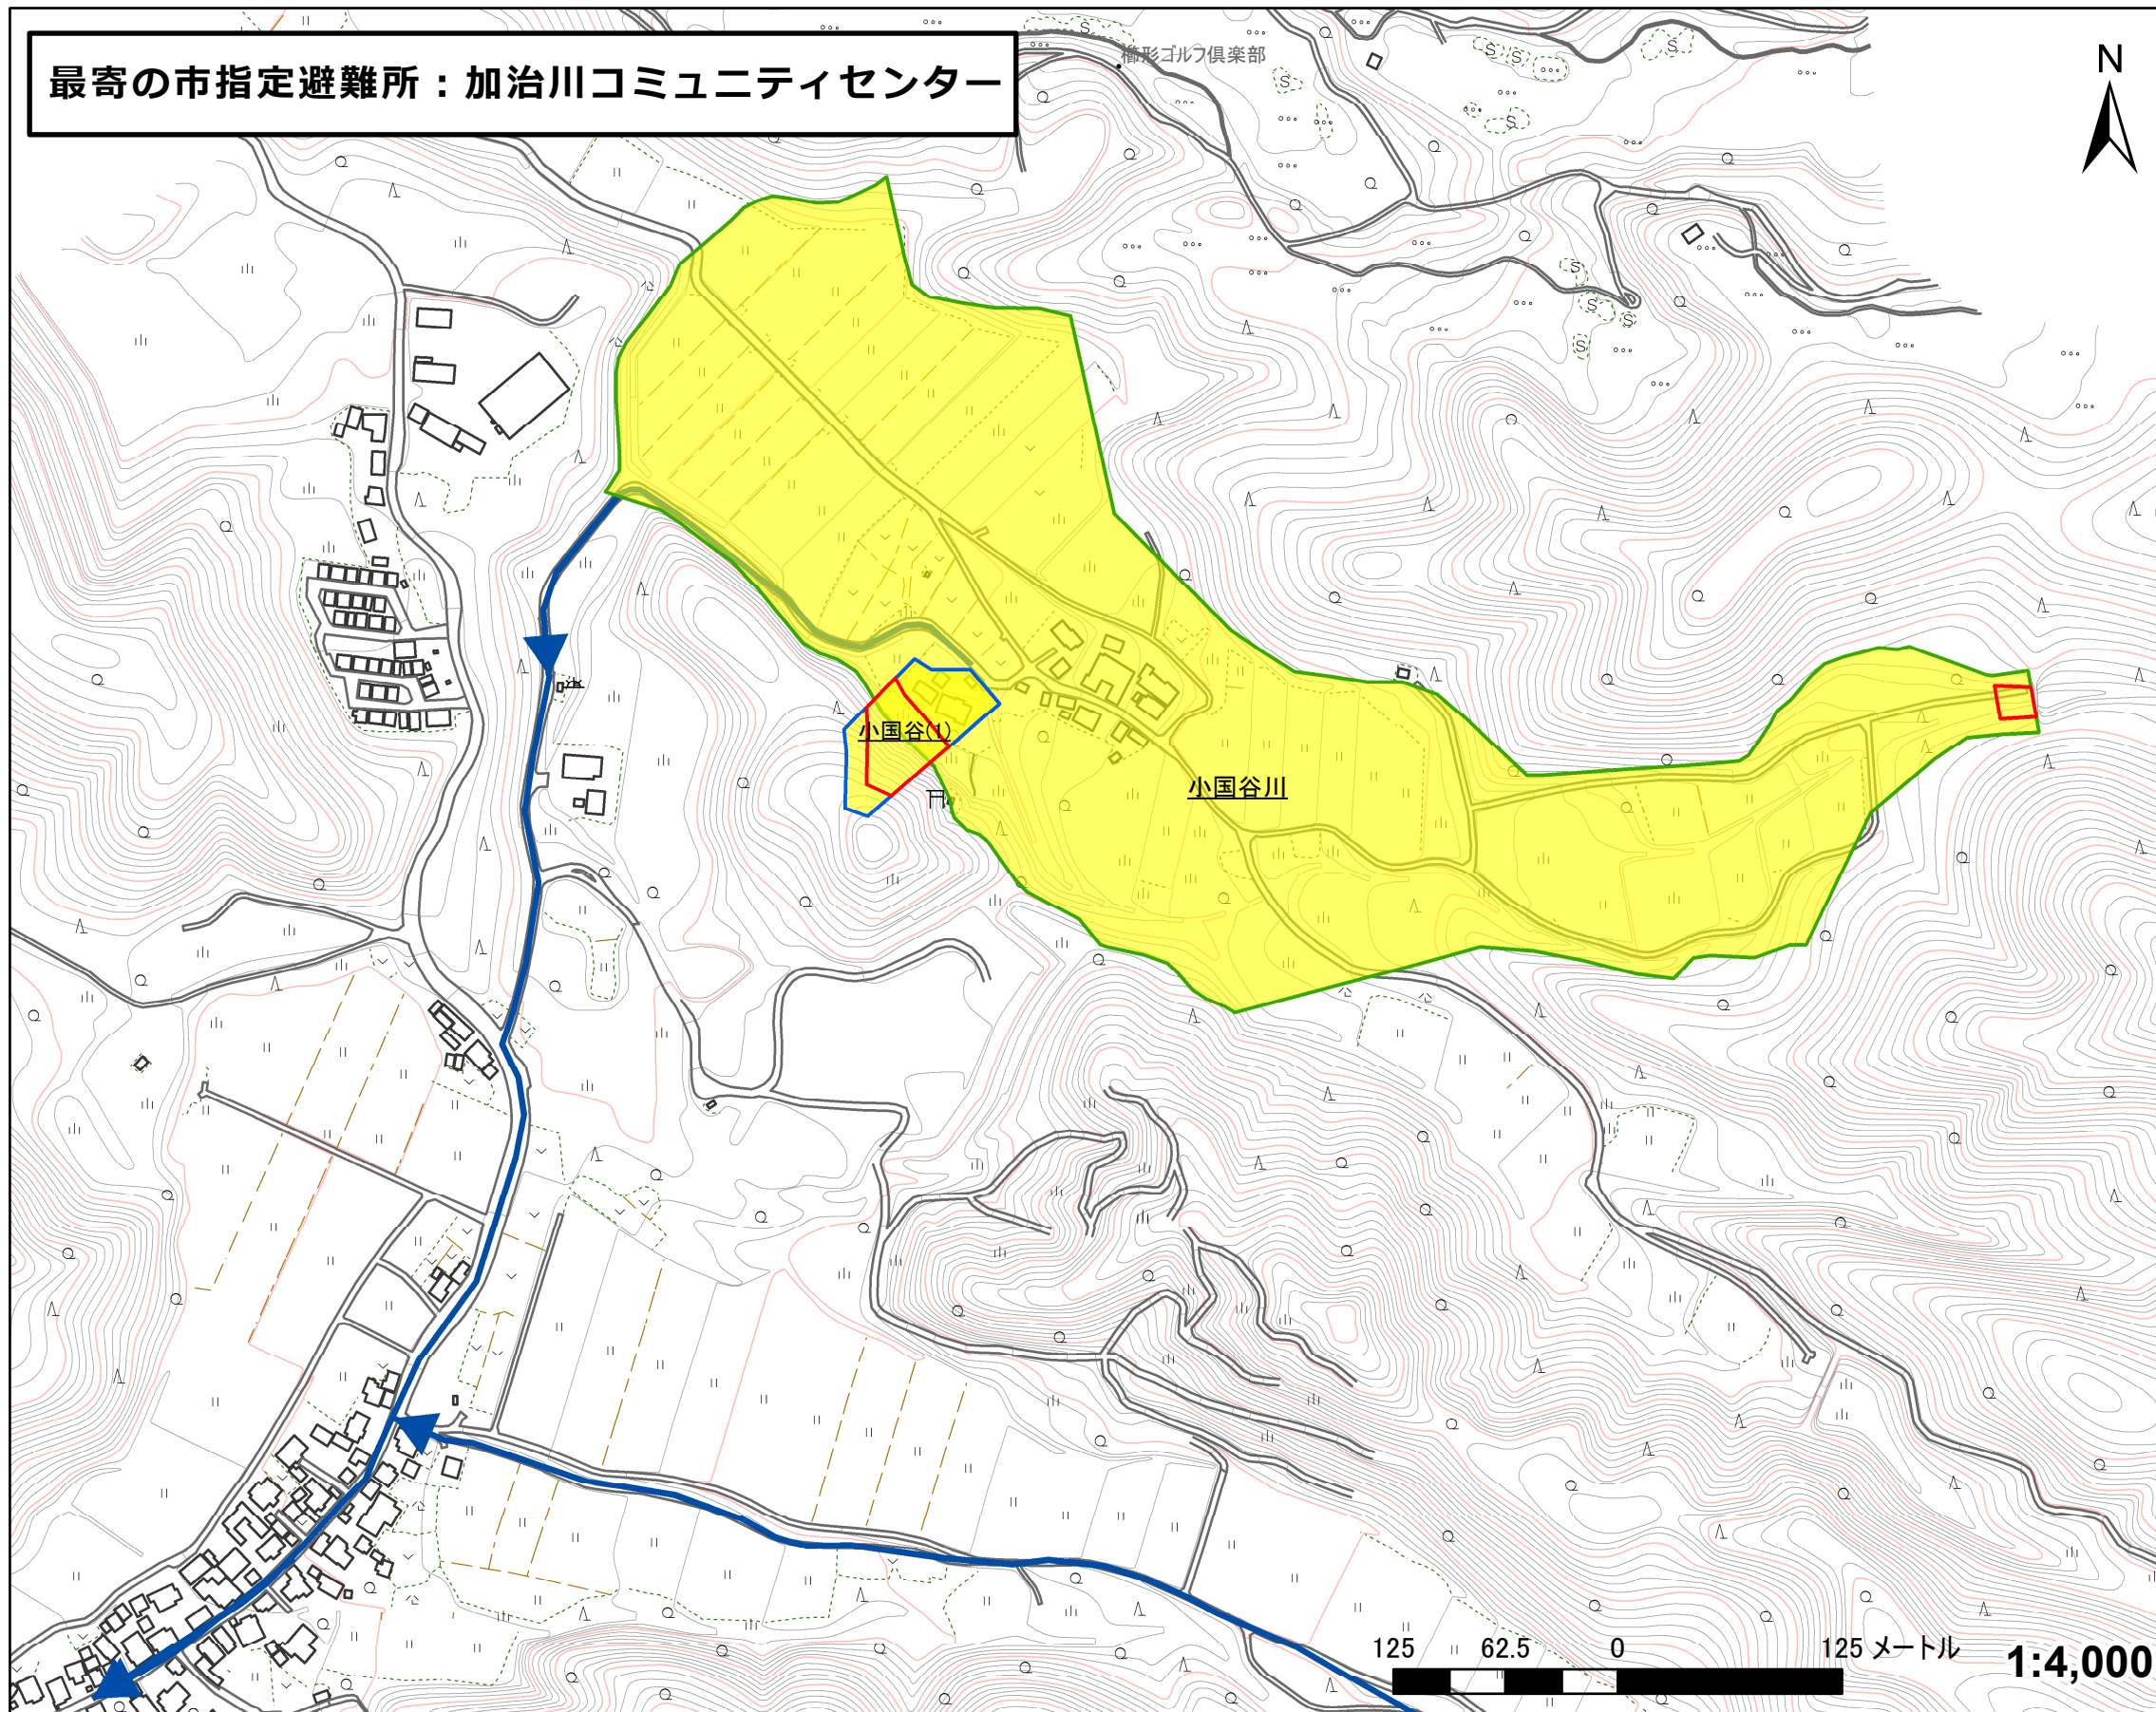 最寄の市指定避難所：加治川コミュニティセンター
櫛形ゴルフ倶楽部
N
小国谷(1)
小国谷川
125 62.5 0 125 メートル
1:4,000